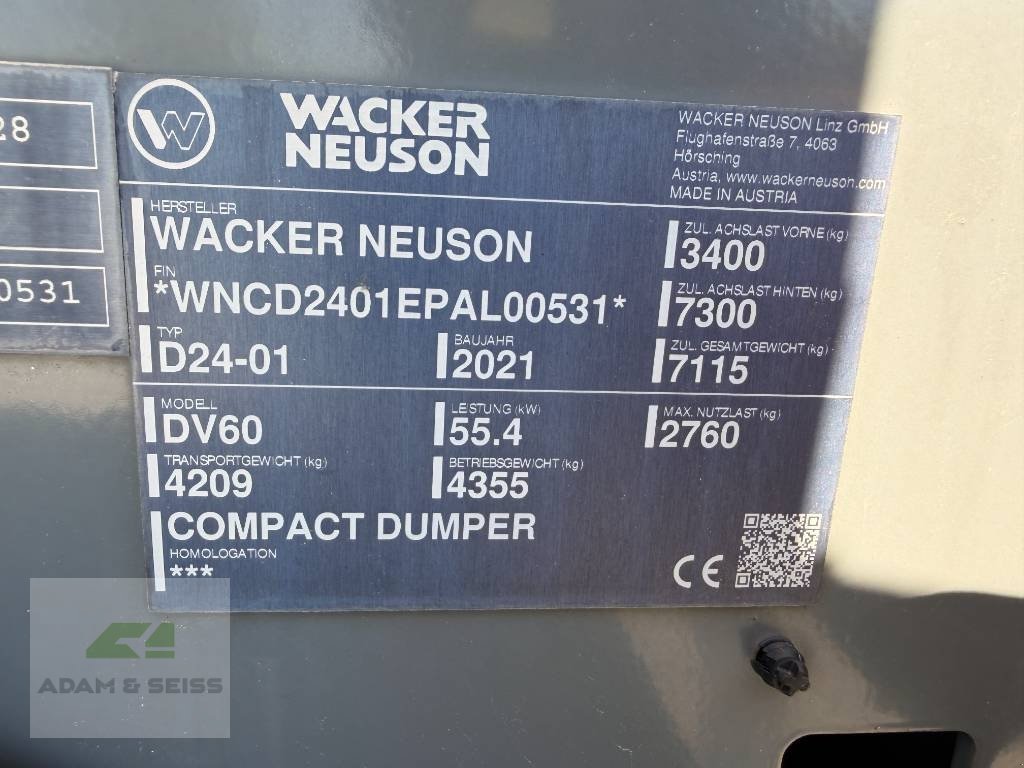 28
0531
WACKER
NEUSON
WACKER NEUSON Linz GmbH
Flughafenstraße 7, 4063
Hörsching
Austria, www.wackerneuson.com
MADE IN AUSTRIA
HERSTELLER
WACKER NEUSON
ZUL. ACHSLAST VORNE (kg)
3400
FIN
*WNCD2401EPAL00531*
ZUL. ACHSLAST HINTEN (kg)
7300
TYP
D24-01
BAUJAHR
2021
ZUL. GESAMTGEWICHT (kg)
7115
MODELL
DV60
LEISTUNG (kW)
55.4
MAX. NUTZLAST (kg)
2760
TRANSPORTGEWICHT (kg)
4209
BETRIEBSGEWICHT (kg)
4355
COMPACT DUMPER
HOMOLOGATION
***
CE
ADAM & SEISS